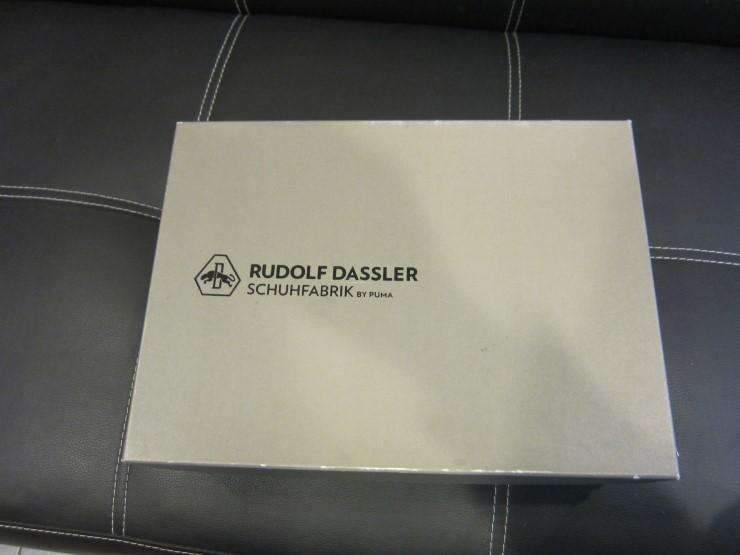 D
RUDOLF DASSLER
SCHUHFABRIK BY PUMA